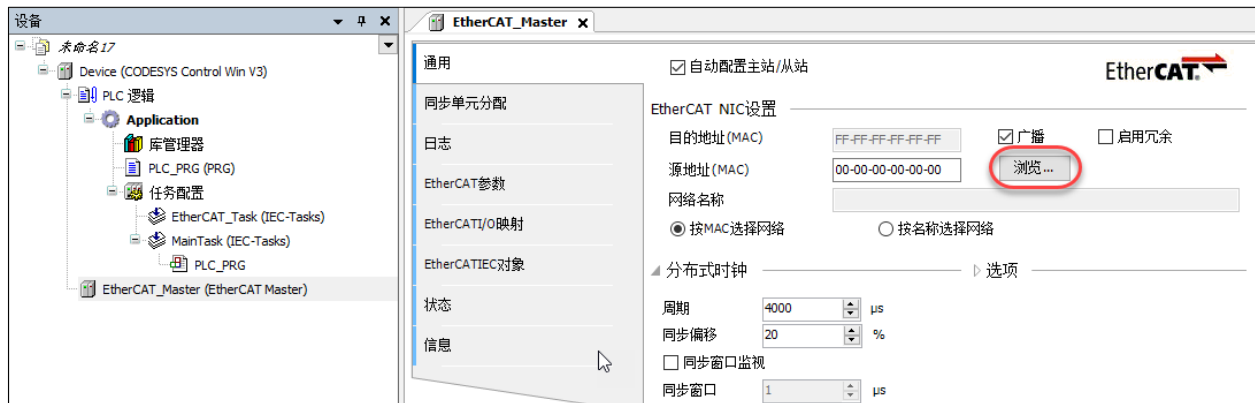 设备
未命名17
Device (CODESYS Control Win V3)
PLC 逻辑
Application
库管理器
PLC_PRG (PRG)
任务配置
EtherCAT_Task (IEC-Tasks)
MainTask (IEC-Tasks)
PLC_PRG
EtherCAT_Master (EtherCAT Master)
EtherCAT_Master
通用
同步单元分配
日志
EtherCAT参数
EtherCATI/O映射
EtherCATIEC对象
状态
信息
自动配置主站/从站
EtherCAT
EtherCAT NIC设置
目的地址(MAC) FF-FF-FF-FF-FF-FF 广播 启用冗余
源地址(MAC) 00-00-00-00-00-00 浏览...
网络名称
按MAC选择网络 按名称选择网络
分布式时钟 选项
周期 4000 µs
同步偏移 20 %
同步窗口监视
同步窗口 1 µs